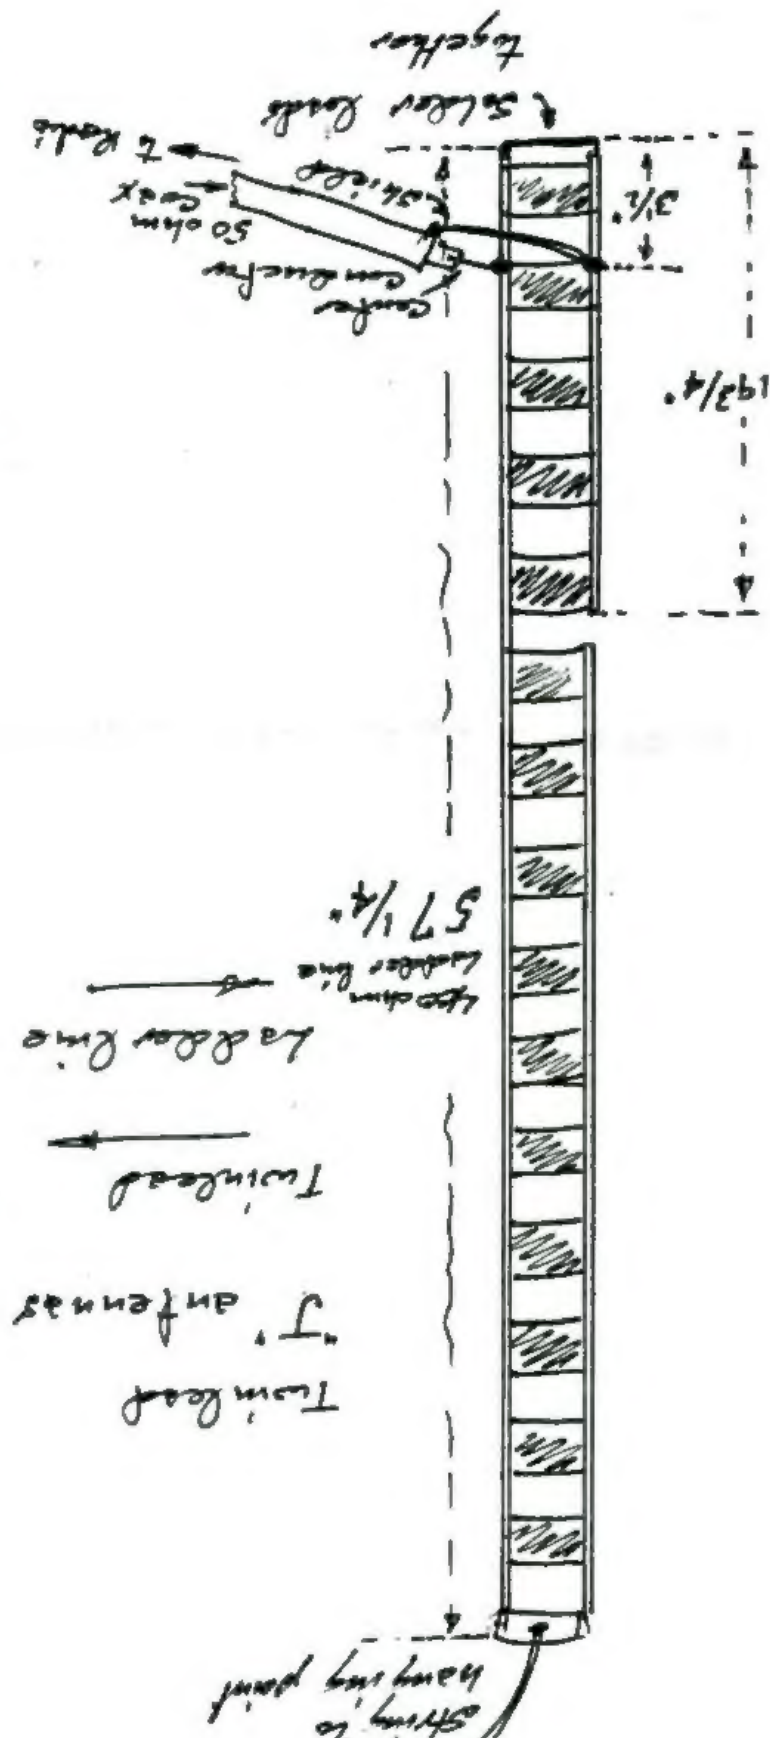 String to
hanging point
Twinlead
"J" antennas
Twinlead
Ladder line
450 ohm
ladder line
57 1/4"
19 3/4"
Center
conductor
50 ohm
coax
Shield
3 1/2"
To Radio
Solder leads
together